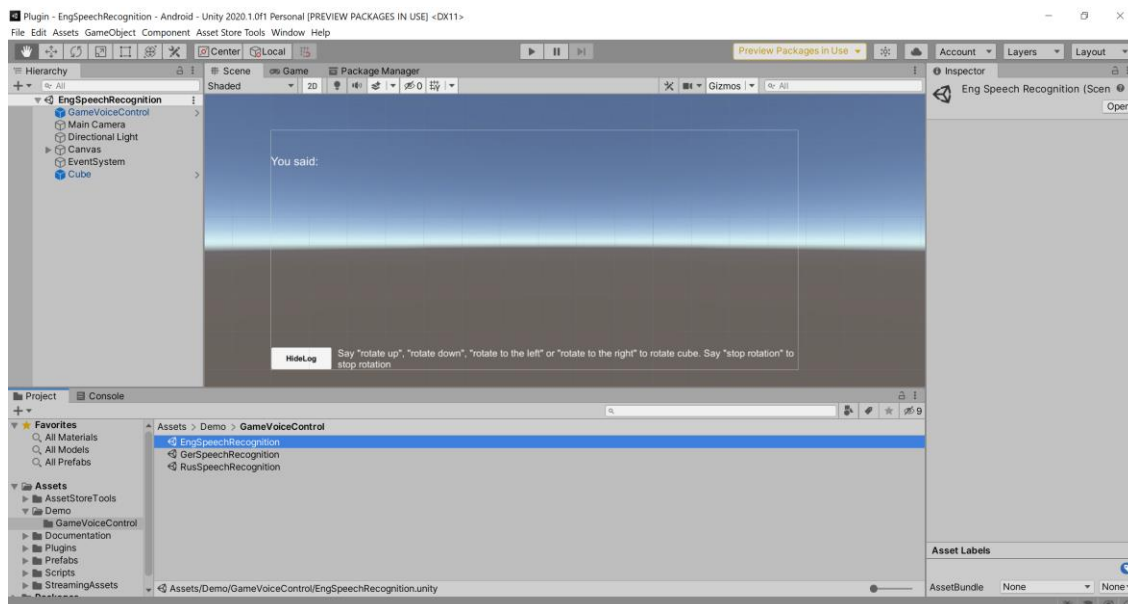 Plugin - EngSpeechRecognition - Android - Unity 2020.1.0f1 Personal [PREVIEW PACKAGES IN USE] <DX11>
File Edit Assets GameObject Component Asset Store Tools Window Help
Center Local Preview Packages in Use Account Layers Layout
Hierarchy Scene Game Package Manager Inspector
All Shaded 2D 0 Gizmos All
EngSpeechRecognition
GameVoiceControl
Main Camera
Directional Light
Canvas
EventSystem
Cube
Eng Speech Recognition (Scen
Open
You said:
HideLog
Say "rotate up", "rotate down", "rotate to the left" or "rotate to the right" to rotate cube. Say "stop rotation" to
stop rotation
Project Console
9
Favorites
All Materials
All Models
All Prefabs
Assets
AssetStoreTools
Demo
GameVoiceControl
Documentation
Plugins
Prefabs
Scripts
StreamingAssets
Assets > Demo > GameVoiceControl
EngSpeechRecognition
GerSpeechRecognition
RusSpeechRecognition
Assets/Demo/GameVoiceControl/EngSpeechRecognition.unity
Asset Labels
AssetBundle None None